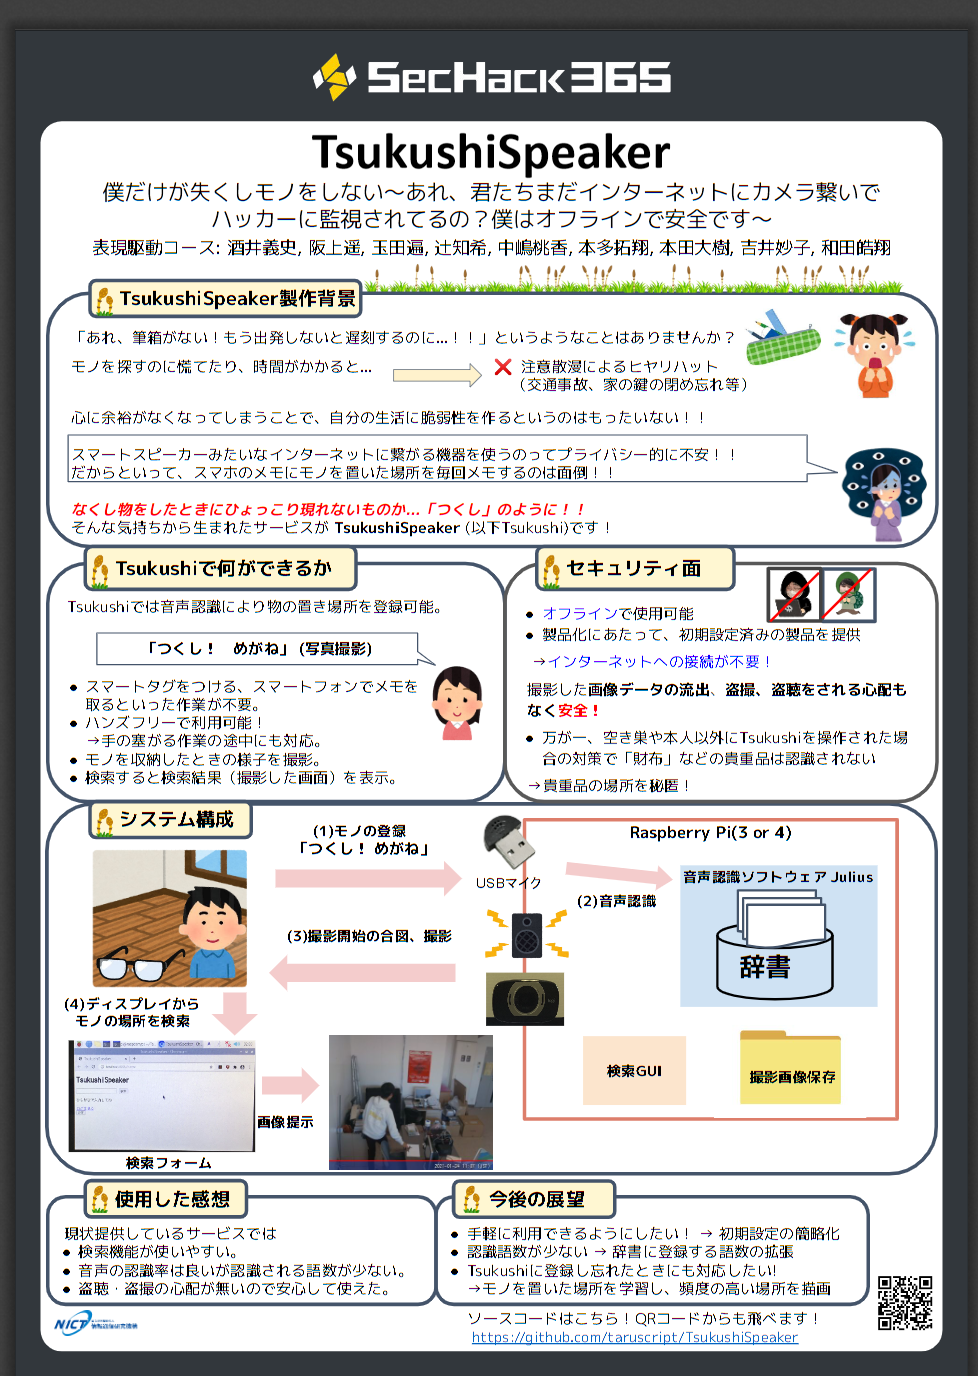 SecHack365
TsukushiSpeaker
僕だけが失くしモノをしない～あれ、君たちまだインターネットにカメラ繋いで
ハッカーに監視されてるの？僕はオフラインで安全です～
表現駆動コース: 酒井義史, 阪上遥, 玉田遍, 辻知希, 中嶋桃香, 本多拓翔, 本田大樹, 吉井妙子, 和田皓翔
TsukushiSpeaker製作背景
「あれ、筆箱がない！もう出発しないと遅刻するのに...！！」というようなことはありませんか？
モノを探すのに慌てたり、時間がかかると...
注意散漫によるヒヤリハット
（交通事故、家の鍵の閉め忘れ等）
心に余裕がなくなってしまうことで、自分の生活に脆弱性を作るというのはもったいない！！
スマートスピーカーみたいなインターネットに繋がる機器を使うのってプライバシー的に不安！！
だからといって、スマホのメモにモノを置いた場所を毎回メモするのは面倒！！
なくし物をしたときにひょっこり現れないものか...「つくし」のように！！
そんな気持ちから生まれたサービスが TsukushiSpeaker (以下Tsukushi)です！
Tsukushiで何ができるか
Tsukushiでは音声認識により物の置き場所を登録可能。
「つくし！　めがね」 (写真撮影)
● スマートタグをつける、スマートフォンでメモを
取るといった作業が不要。
● ハンズフリーで利用可能！
→手の塞がる作業の途中にも対応。
● モノを収納したときの様子を撮影。
● 検索すると検索結果（撮影した画面）を表示。
セキュリティ面
● オフラインで使用可能
● 製品化にあたって、初期設定済みの製品を提供
→インターネットへの接続が不要！
撮影した画像データの流出、盗撮、盗聴をされる心配も
なく安全！
● 万が一、空き巣や本人以外にTsukushiを操作された場
合の対策で「財布」などの貴重品は認識されない
→貴重品の場所を秘匿！
システム構成
(1)モノの登録
「つくし！ めがね」
USBマイク
Raspberry Pi(3 or 4)
(2)音声認識
音声認識ソフトウェア Julius
辞書
(3)撮影開始の合図、撮影
(4)ディスプレイから
モノの場所を検索
TsukushiSpeaker
検索フォーム
画像提示
検索GUI
撮影画像保存
使用した感想
現状提供しているサービスでは
● 検索機能が使いやすい。
● 音声の認識率は良いが認識される語数が少ない。
● 盗聴・盗撮の心配が無いので安心して使えた。
今後の展望
● 手軽に利用できるようにしたい！ → 初期設定の簡略化
● 認識語数が少ない → 辞書に登録する語数の拡張
● Tsukushiに登録し忘れたときにも対応したい!
→モノを置いた場所を学習し、頻度の高い場所を描画
NICT
ソースコードはこちら！QRコードからも飛べます！
https://github.com/taruscript/TsukushiSpeaker